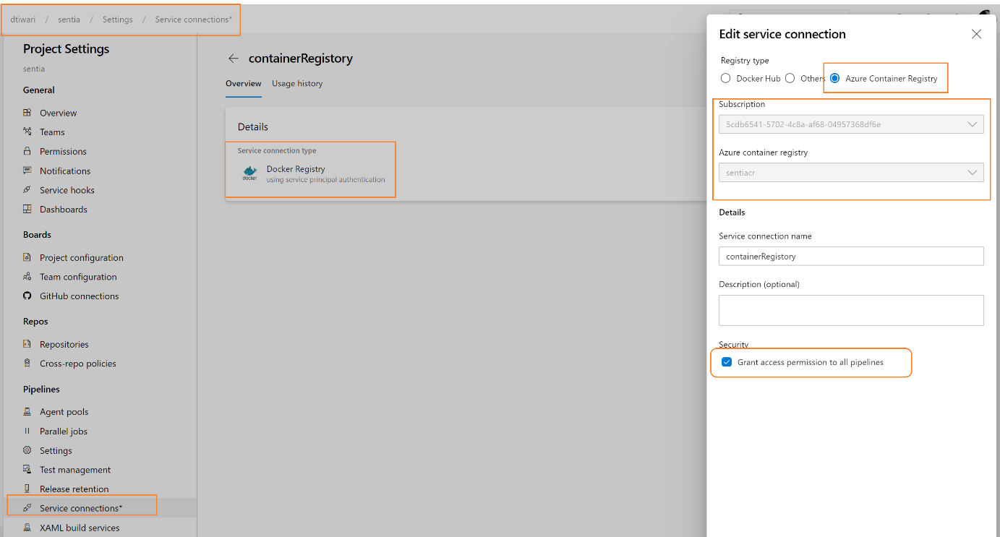 dtiwari / sentia / Settings / Service connections*
Project Settings
sentia
General
Overview
Teams
Permissions
Notifications
Service hooks
Dashboards
Boards
Project configuration
Team configuration
GitHub connections
Repos
Repositories
Cross-repo policies
Pipelines
Agent pools
Parallel jobs
Settings
Test management
Release retention
Service connections*
XAML build services
← containerRegistory
Overview Usage history
Details
Service connection type
docker
Docker Registry
using service principal authentication
Edit service connection
Registry type
Docker Hub Others Azure Container Registry
Subscription
5cdb6541-5702-4c8a-af68-04957368df6e
Azure container registry
sentiacr
Details
Service connection name
containerRegistory
Description (optional)
Security
Grant access permission to all pipelines